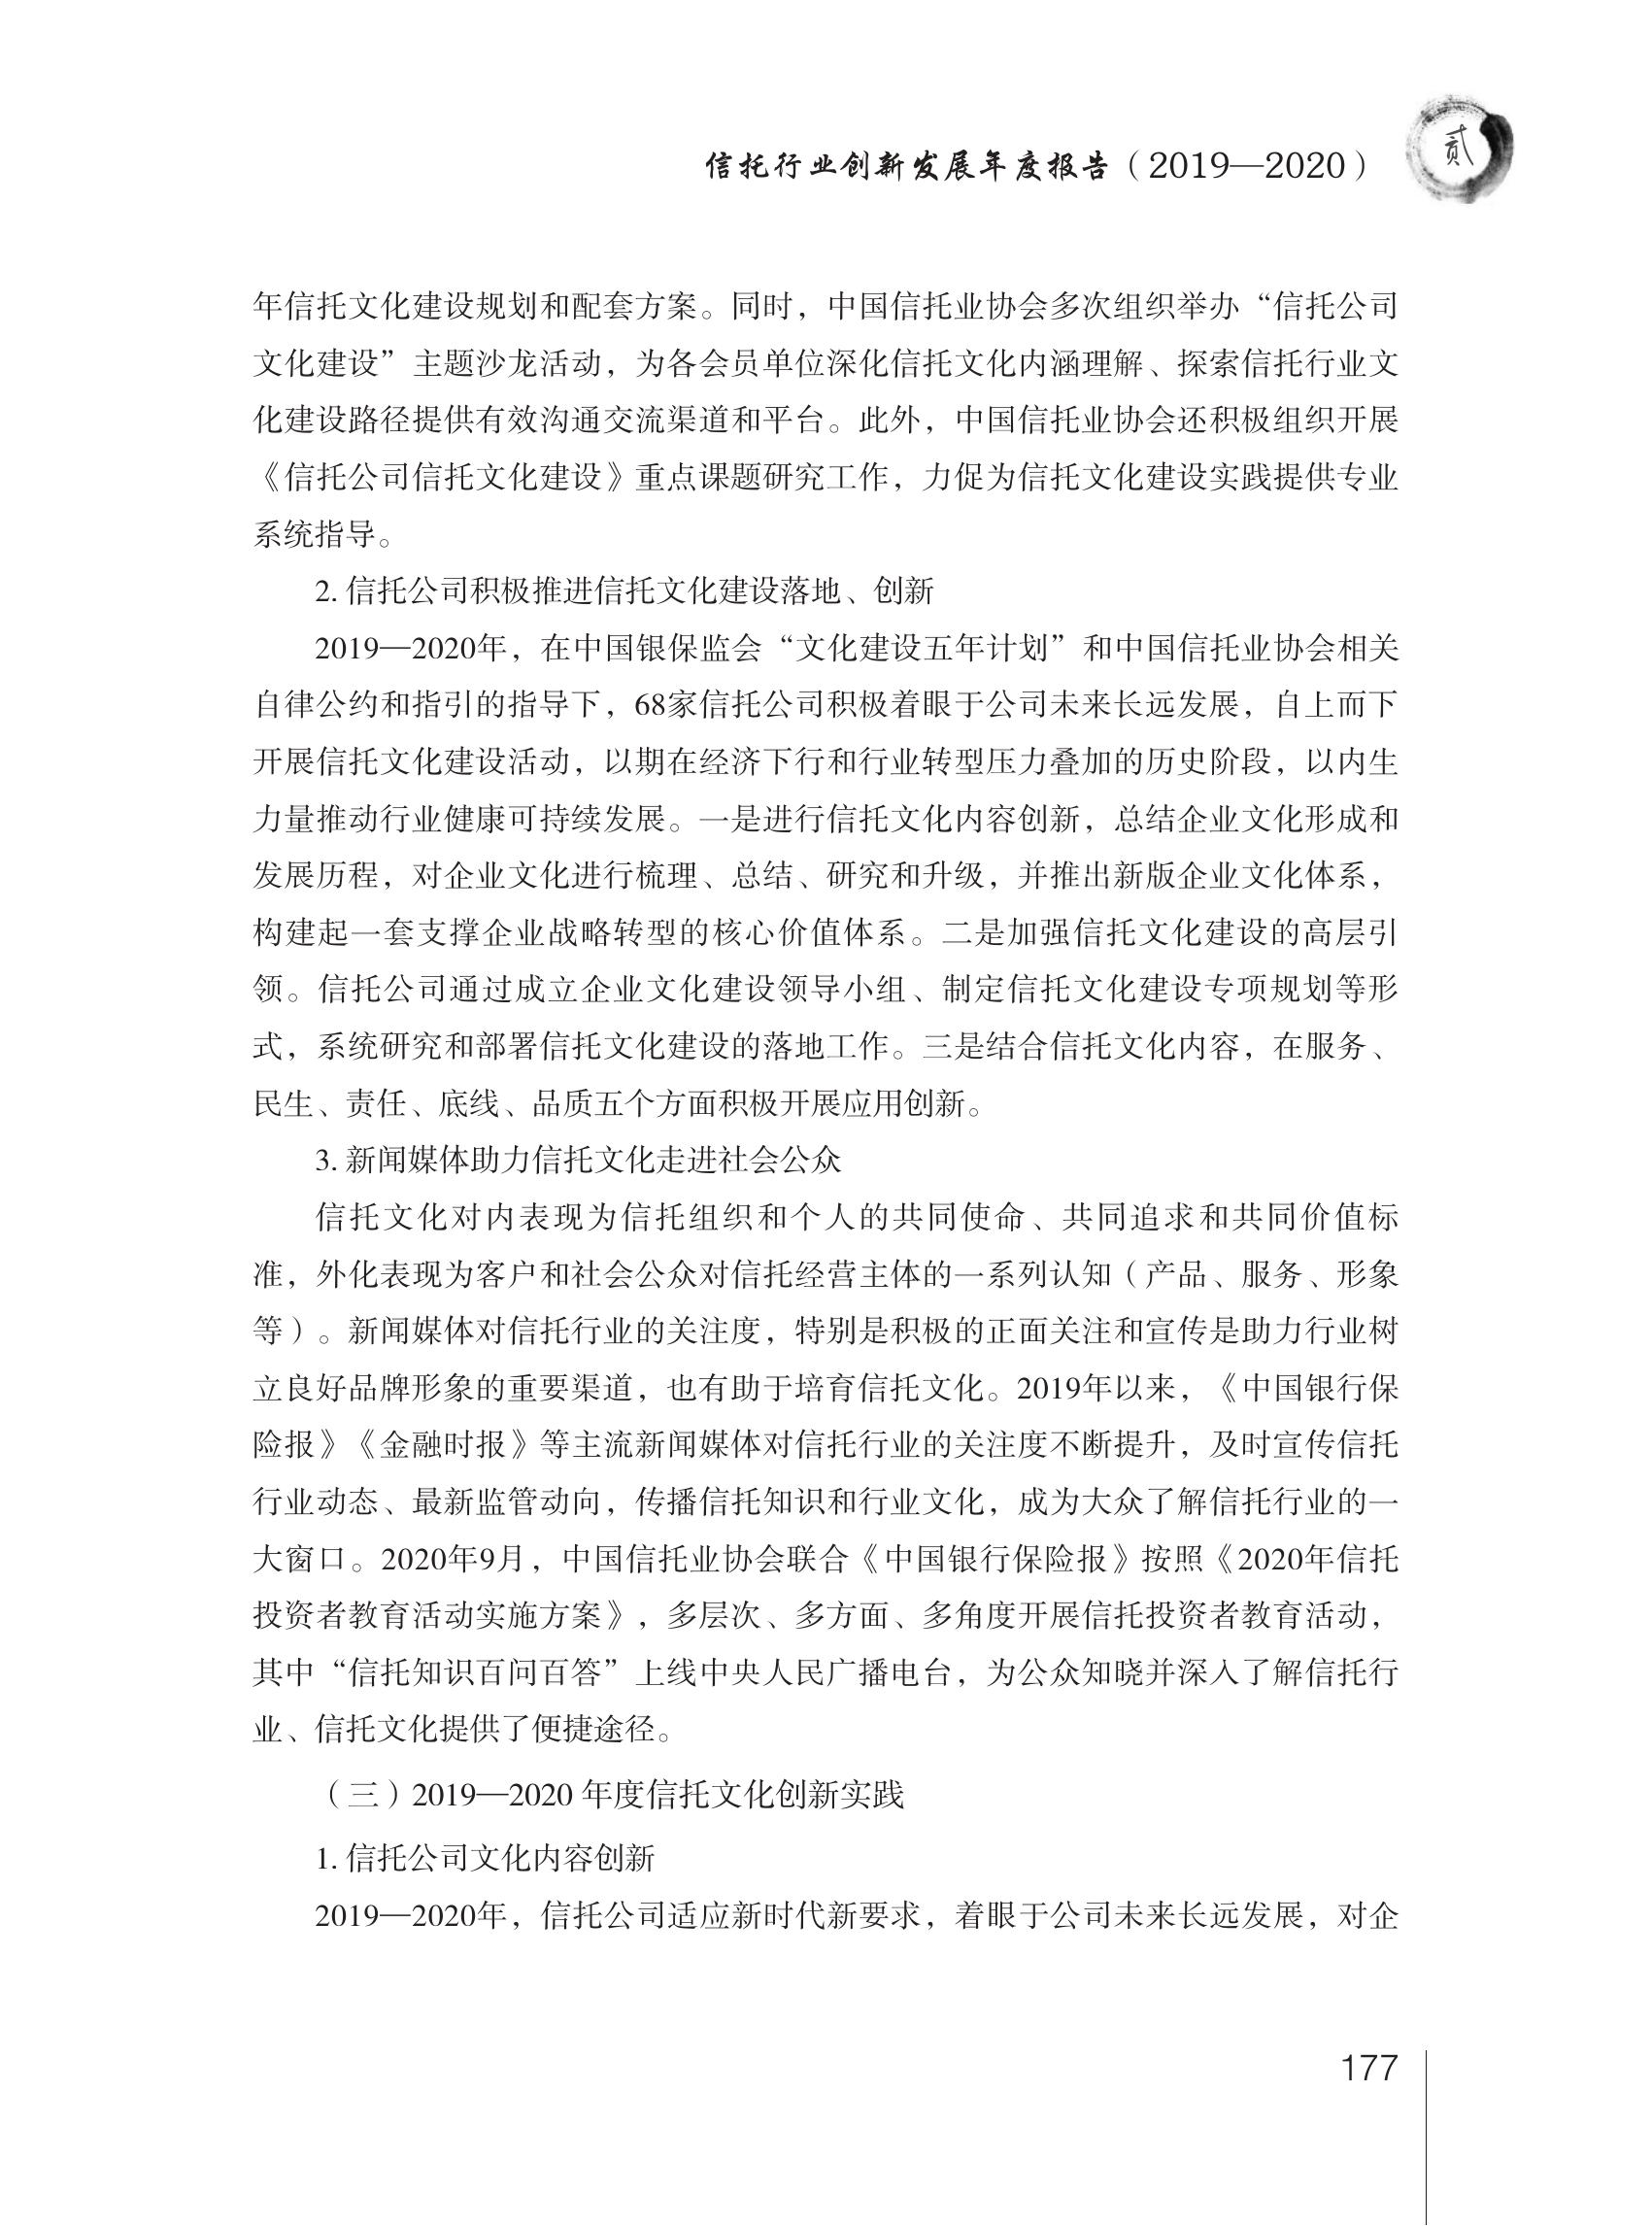 信托行业创新发展年度报告（2019—2020）
贰
年信托文化建设规划和配套方案。同时，中国信托业协会多次组织举办“信托公司
文化建设”主题沙龙活动，为各会员单位深化信托文化内涵理解、探索信托行业文
化建设路径提供有效沟通交流渠道和平台。此外，中国信托业协会还积极组织开展
《信托公司信托文化建设》重点课题研究工作，力促为信托文化建设实践提供专业
系统指导。
2. 信托公司积极推进信托文化建设落地、创新
2019—2020年，在中国银保监会“文化建设五年计划”和中国信托业协会相关
自律公约和指引的指导下，68家信托公司积极着眼于公司未来长远发展，自上而下
开展信托文化建设活动，以期在经济下行和行业转型压力叠加的历史阶段，以内生
力量推动行业健康可持续发展。一是进行信托文化内容创新，总结企业文化形成和
发展历程，对企业文化进行梳理、总结、研究和升级，并推出新版企业文化体系，
构建起一套支撑企业战略转型的核心价值体系。二是加强信托文化建设的高层引
领。信托公司通过成立企业文化建设领导小组、制定信托文化建设专项规划等形
式，系统研究和部署信托文化建设的落地工作。三是结合信托文化内容，在服务、
民生、责任、底线、品质五个方面积极开展应用创新。
3. 新闻媒体助力信托文化走进社会公众
信托文化对内表现为信托组织和个人的共同使命、共同追求和共同价值标
准，外化表现为客户和社会公众对信托经营主体的一系列认知（产品、服务、形象
等）。新闻媒体对信托行业的关注度，特别是积极的正面关注和宣传是助力行业树
立良好品牌形象的重要渠道，也有助于培育信托文化。2019年以来，《中国银行保
险报》《金融时报》等主流新闻媒体对信托行业的关注度不断提升，及时宣传信托
行业动态、最新监管动向，传播信托知识和行业文化，成为大众了解信托行业的一
大窗口。2020年9月，中国信托业协会联合《中国银行保险报》按照《2020年信托
投资者教育活动实施方案》，多层次、多方面、多角度开展信托投资者教育活动，
其中“信托知识百问百答”上线中央人民广播电台，为公众知晓并深入了解信托行
业、信托文化提供了便捷途径。
（三）2019—2020 年度信托文化创新实践
1. 信托公司文化内容创新
2019—2020年，信托公司适应新时代新要求，着眼于公司未来长远发展，对企
177